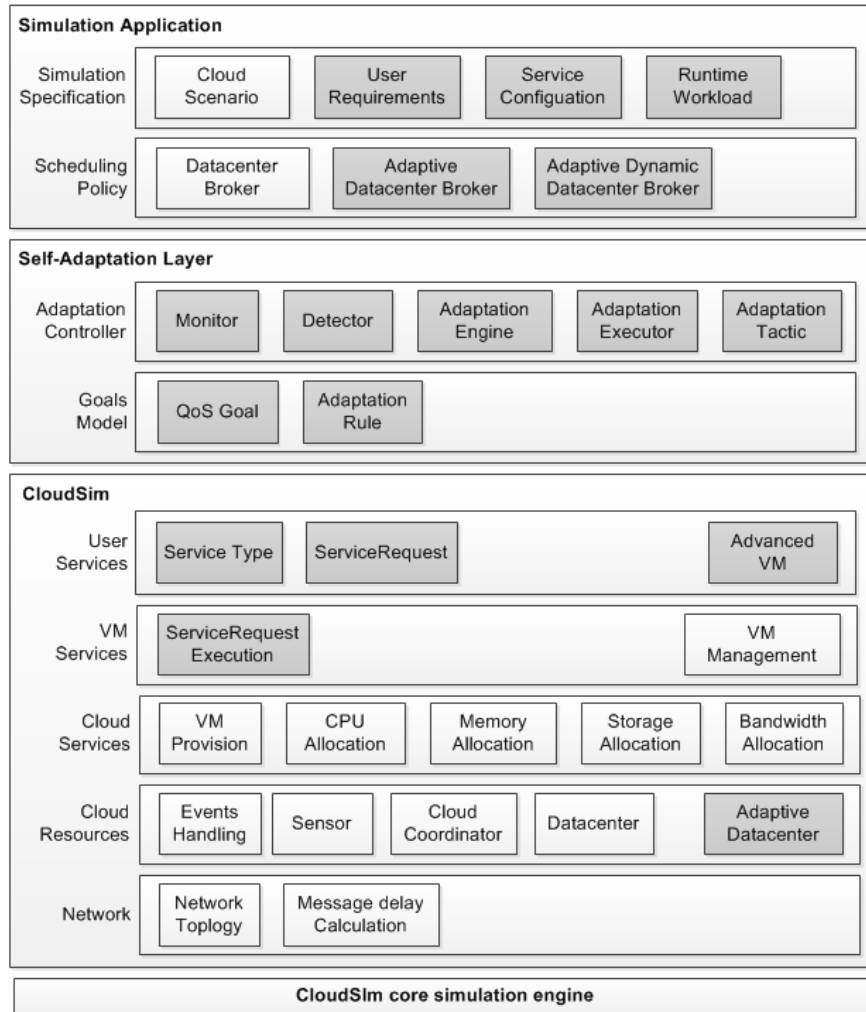 Simulation Application
Simulation
Specification
Cloud
Scenario
User
Requirements
Service
Configuation
Runtime
Workload
Scheduling
Policy
Datacenter
Broker
Adaptive
Datacenter Broker
Adaptive Dynamic
Datacenter Broker
Self-Adaptation Layer
Adaptation
Controller
Monitor
Detector
Adaptation
Engine
Adaptation
Executor
Adaptation
Tactic
Goals
Model
QoS Goal
Adaptation
Rule
CloudSim
User
Services
Service Type
ServiceRequest
Advanced
VM
VM
Services
ServiceRequest
Execution
VM
Management
Cloud
Services
VM
Provision
CPU
Allocation
Memory
Allocation
Storage
Allocation
Bandwidth
Allocation
Cloud
Resources
Events
Handling
Sensor
Cloud
Coordinator
Datacenter
Adaptive
Datacenter
Network
Network
Toplogy
Message delay
Calculation
CloudSIm core simulation engine